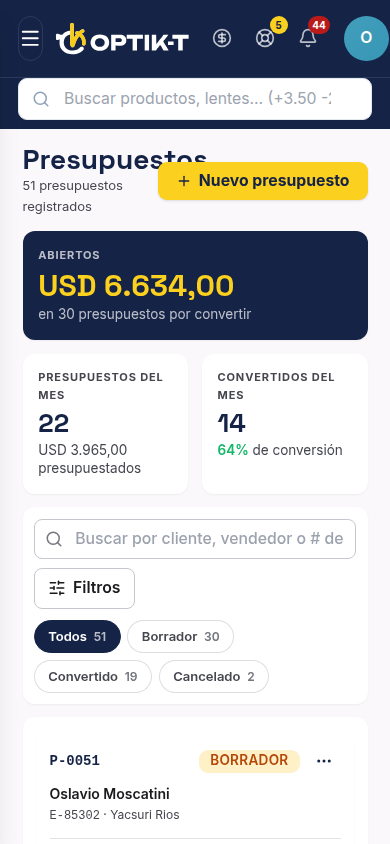 OPTIK-T
5
44
O
Buscar productos, lentes... (+3.50 -2
Presupuestos
51 presupuestos
registrados
+ Nuevo presupuesto
ABIERTOS
USD 6.634,00
en 30 presupuestos por convertir
PRESUPUESTOS DEL
MES
22
USD 3.965,00
presupuestados
CONVERTIDOS DEL
MES
14
64% de conversión
Buscar por cliente, vendedor o # de
Filtros
Todos 51
Borrador 30
Convertido 19
Cancelado 2
P-0051
BORRADOR
Oslavio Moscatini
E-85302 · Yacsuri Rios